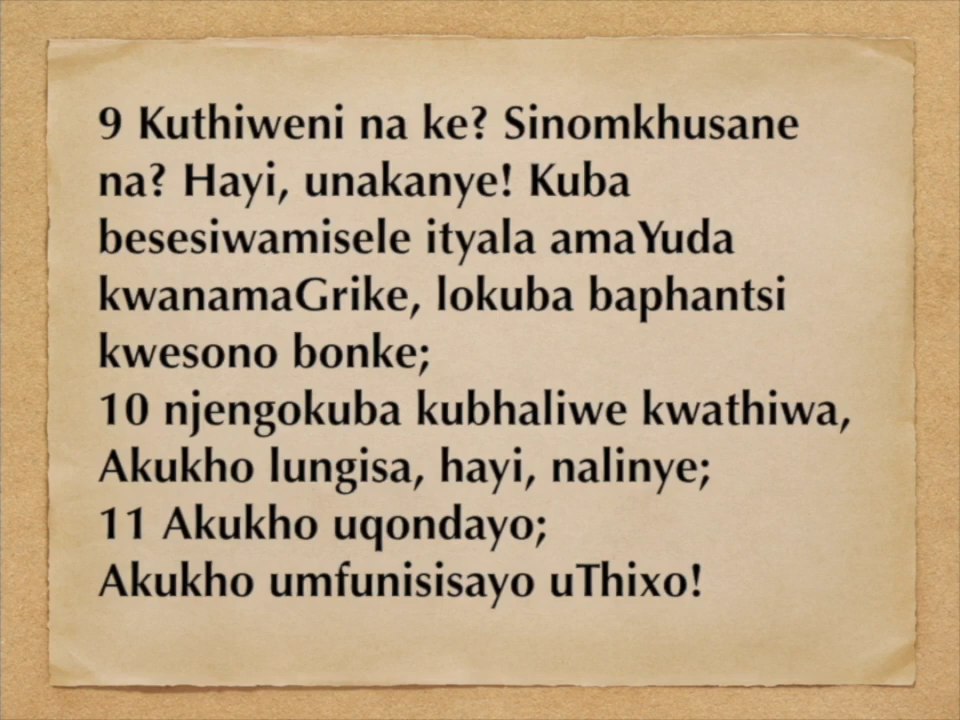 9 Kuthiweni na ke? Sinomkhusane
na? Hayi, unakanye! Kuba
besesiwamisele ityala amaYuda
kwanamaGrike, lokuba baphantsi
kwesono bonke;
10 njengokuba kubhaliwe kwathiwa,
Akukho lungisa, hayi, nalinye;
11 Akukho uqondayo;
Akukho umfunisisayo uThixo!